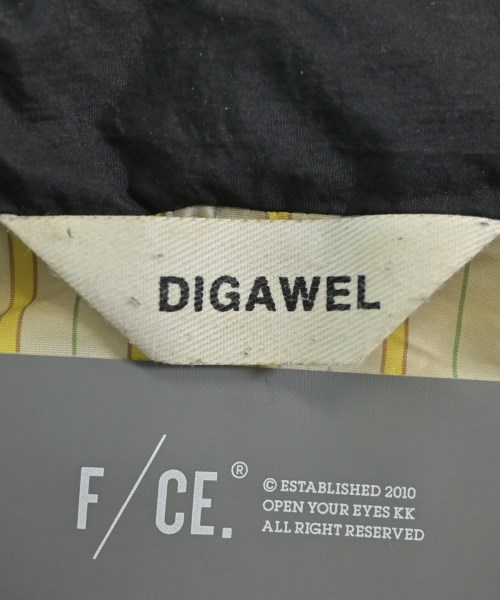 DIGAWEL
F/CE.®
© ESTABLISHED 2010
OPEN YOUR EYES KK
ALL RIGHT RESERVED